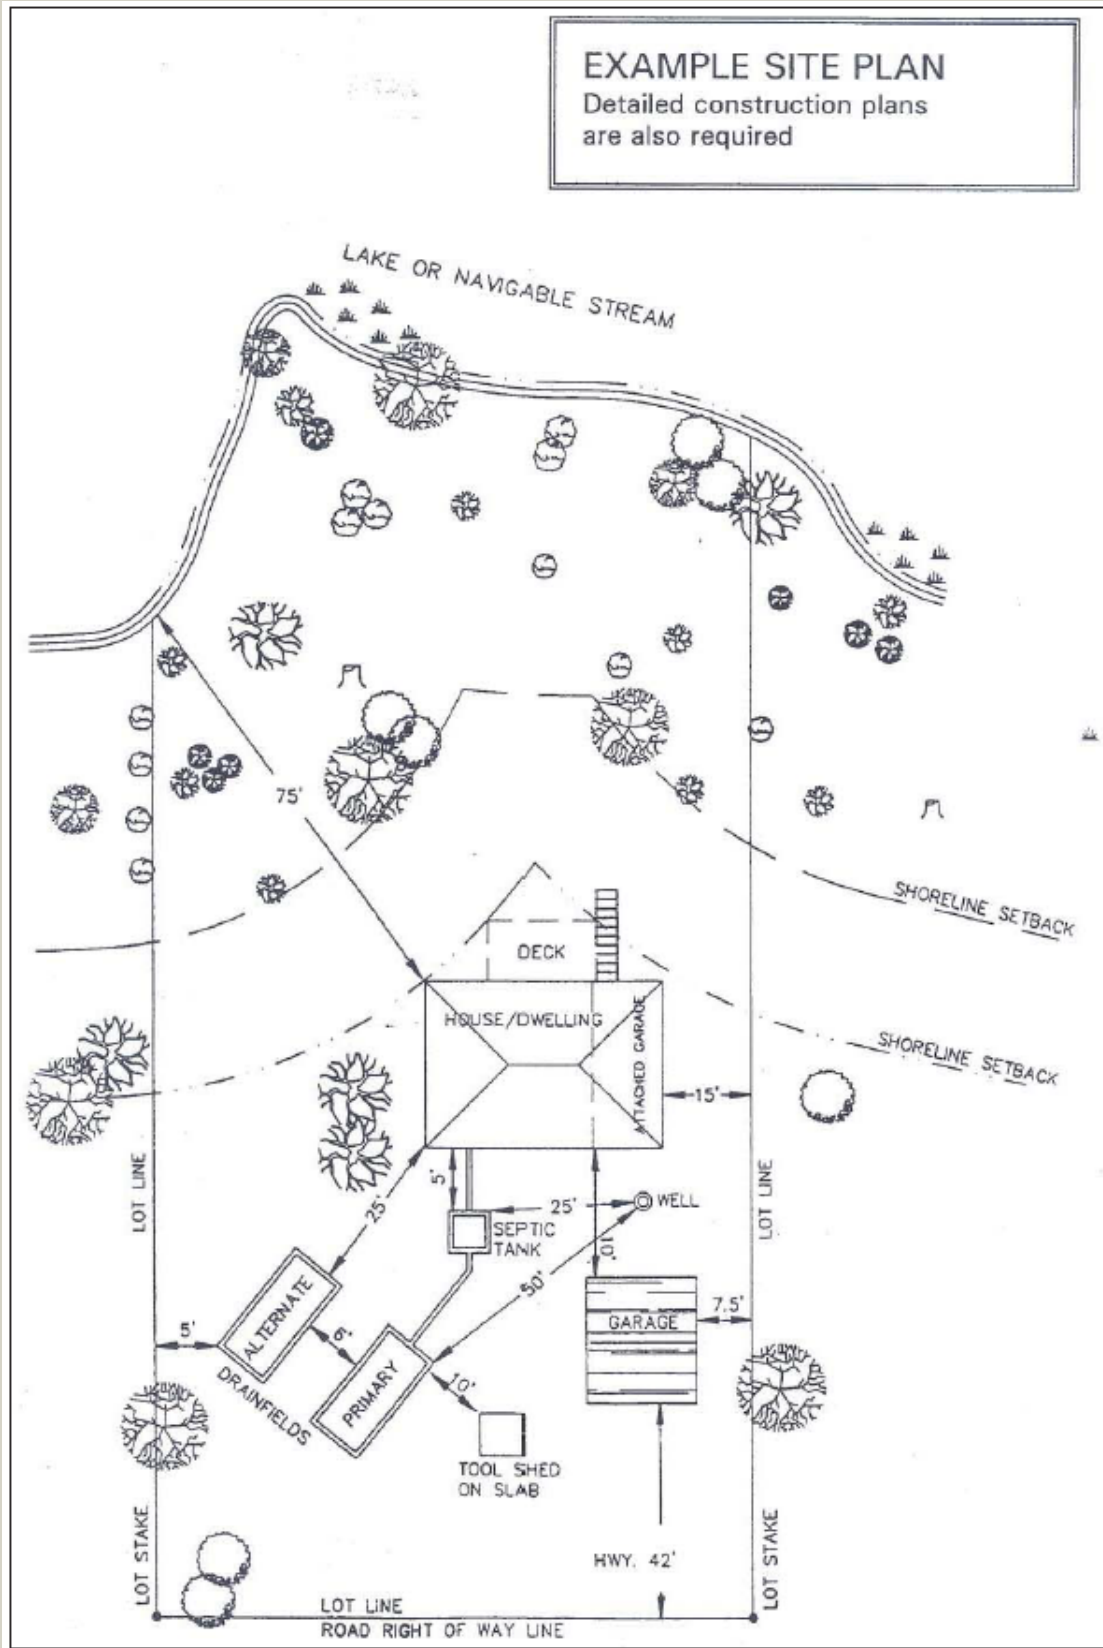 EXAMPLE SITE PLAN
Detailed construction plans
are also required
LAKE OR NAVIGABLE STREAM
75'
SHORELINE SETBACK
DECK
HOUSE/DWELLING
ATTACHED GARAGE
SHORELINE SETBACK
15'
LOT LINE
LOT LINE
5'
25'
25'
WELL
SEPTIC
TANK
10'
50'
ALTERNATE
7.5'
GARAGE
5'
6'
DRAINFIELDS
PRIMARY
10'
TOOL SHED
ON SLAB
LOT STAKE
HWY. 42'
LOT STAKE
LOT LINE
ROAD RIGHT OF WAY LINE